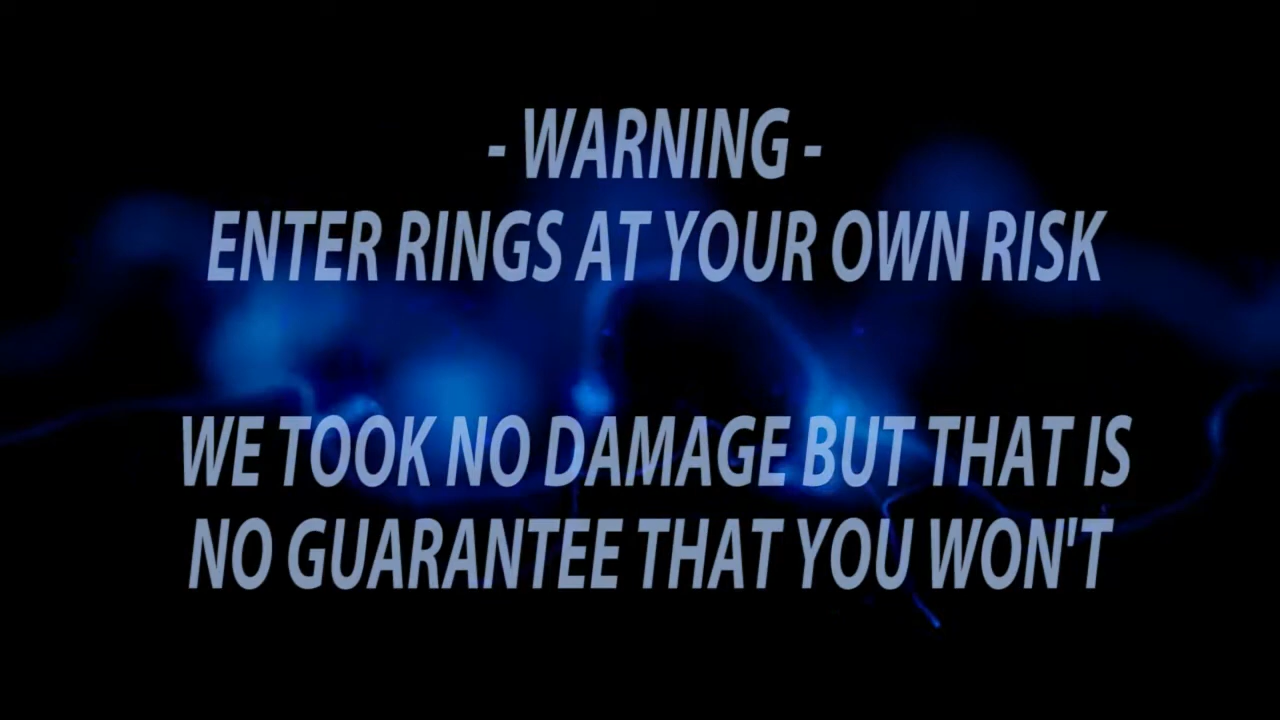 - WARNING -
ENTER RINGS AT YOUR OWN RISK
WE TOOK NO DAMAGE BUT THAT IS
NO GUARANTEE THAT YOU WON'T